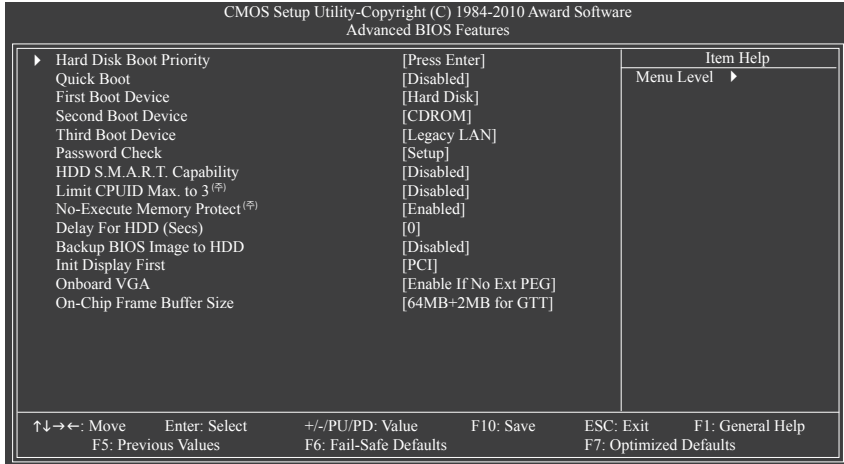 CMOS Setup Utility-Copyright (C) 1984-2010 Award Software
Advanced BIOS Features
Hard Disk Boot Priority [Press Enter]
Quick Boot [Disabled]
First Boot Device [Hard Disk]
Second Boot Device [CDROM]
Third Boot Device [Legacy LAN]
Password Check [Setup]
HDD S.M.A.R.T. Capability [Disabled]
Limit CPUID Max. to 3 (주) [Disabled]
No-Execute Memory Protect (주) [Enabled]
Delay For HDD (Secs) [0]
Backup BIOS Image to HDD [Disabled]
Init Display First [PCI]
Onboard VGA [Enable If No Ext PEG]
On-Chip Frame Buffer Size [64MB+2MB for GTT]
Item Help
Menu Level
↑↓→←: Move Enter: Select +/-/PU/PD: Value F10: Save ESC: Exit F1: General Help
F5: Previous Values F6: Fail-Safe Defaults F7: Optimized Defaults